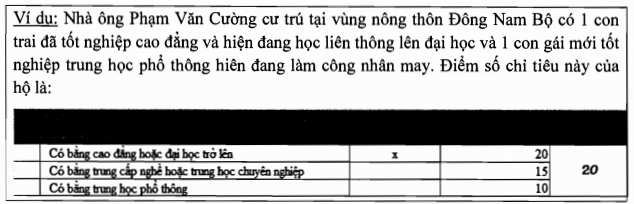 Ví dụ: Nhà ông Phạm Văn Cường cư trú tại vùng nông thôn Đông Nam Bộ có 1 con
trai đã tốt nghiệp cao đẳng và hiện đang học liên thông lên đại học và 1 con gái mới tốt
nghiệp trung học phổ thông hiên đang làm công nhân may. Điểm số chỉ tiêu này của
hộ là:
Có bằng cao đẳng hoặc đại học trở lên x 20
Có bằng trung cấp nghề hoặc trung học chuyên nghiệp 15 20
Có bằng trung học phổ thông 10